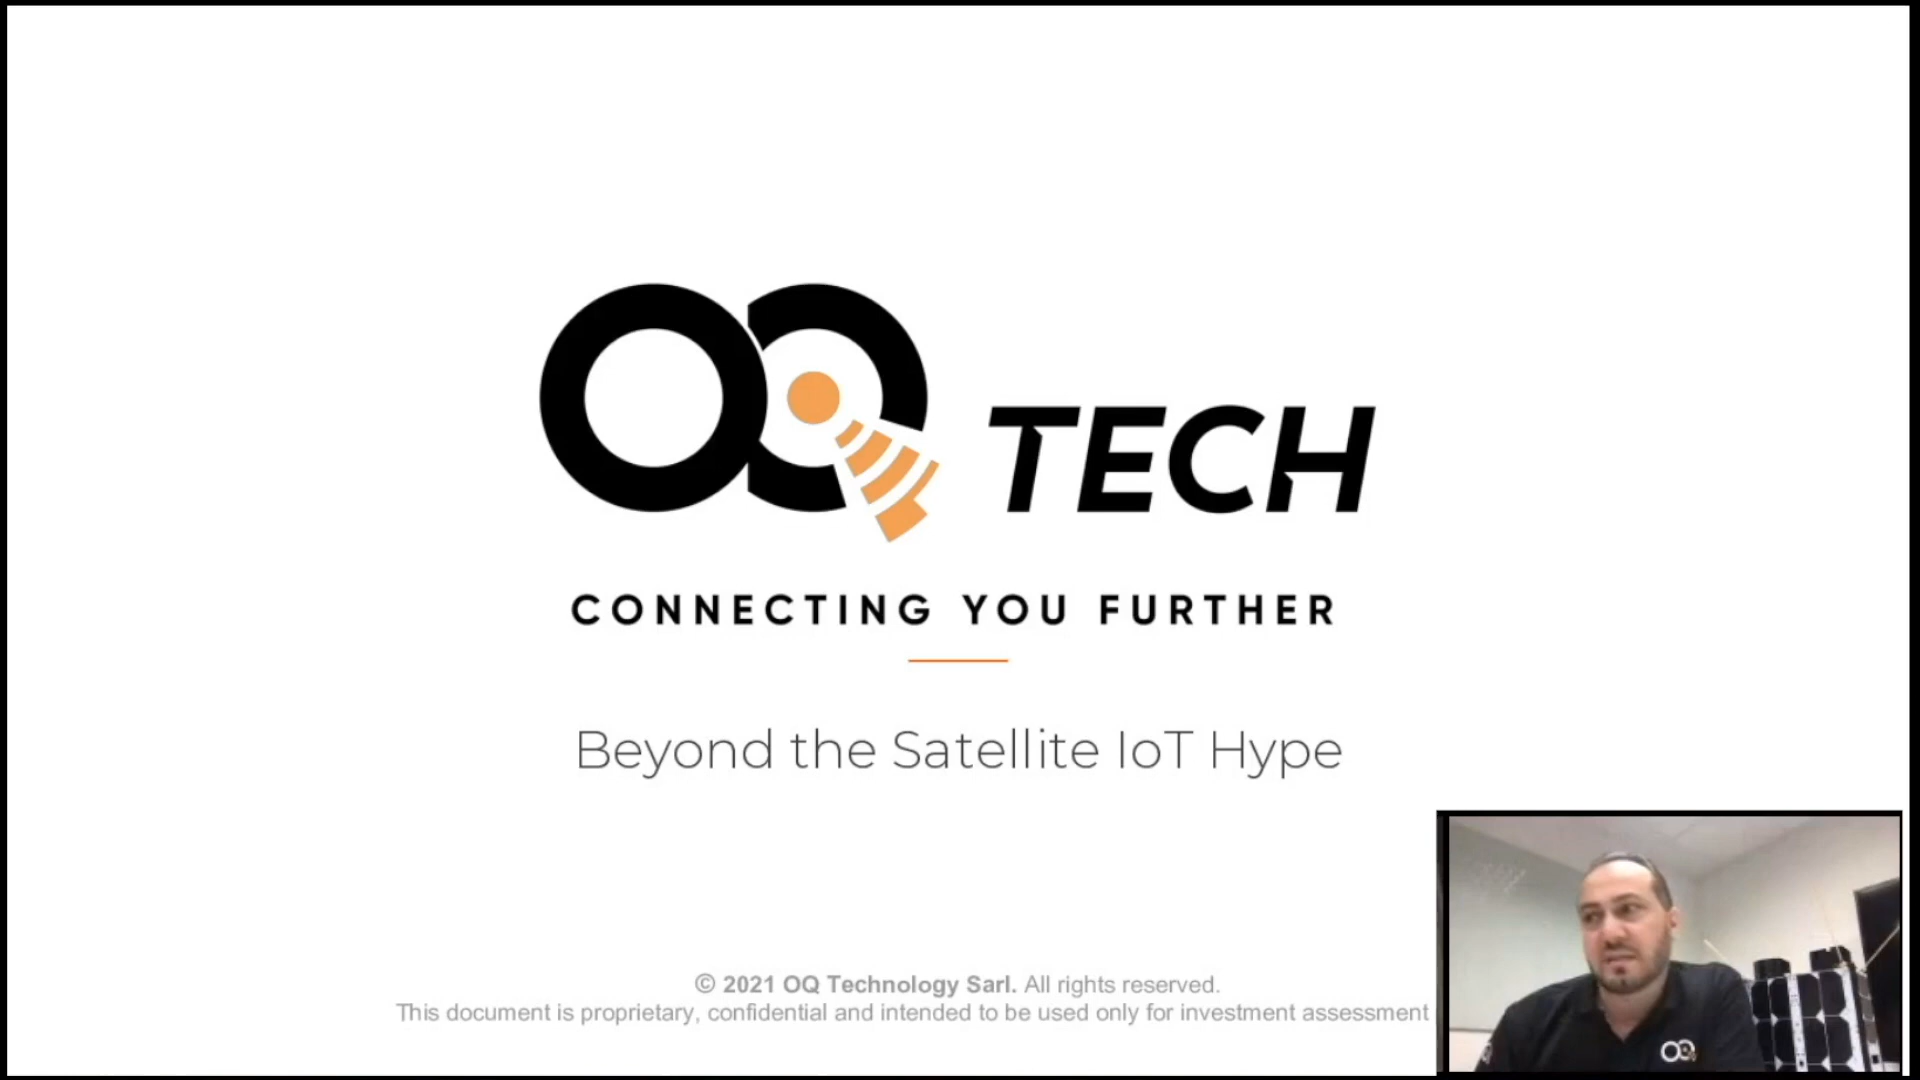 OQ TECH
CONNECTING YOU FURTHER
Beyond the Satellite IoT Hype
© 2021 OQ Technology Sarl. All rights reserved.
This document is proprietary, confidential and intended to be used only for investment assessment
OQ